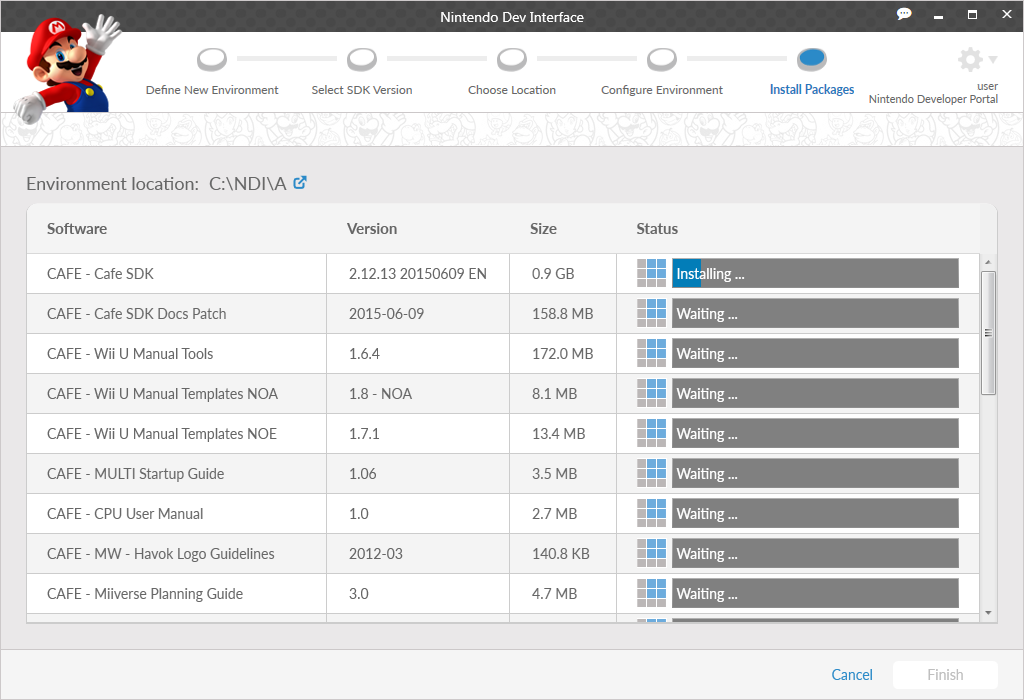 Nintendo Dev Interface
Define New Environment Select SDK Version Choose Location Configure Environment Install Packages
user
Nintendo Developer Portal
Environment location: C:\NDI\A
Software Version Size Status
CAFE - Cafe SDK 2.12.13 20150609 EN 0.9 GB Installing ...
CAFE - Cafe SDK Docs Patch 2015-06-09 158.8 MB Waiting ...
CAFE - Wii U Manual Tools 1.6.4 172.0 MB Waiting ...
CAFE - Wii U Manual Templates NOA 1.8 - NOA 8.1 MB Waiting ...
CAFE - Wii U Manual Templates NOE 1.7.1 13.4 MB Waiting ...
CAFE - MULTI Startup Guide 1.06 3.5 MB Waiting ...
CAFE - CPU User Manual 1.0 2.7 MB Waiting ...
CAFE - MW - Havok Logo Guidelines 2012-03 140.8 KB Waiting ...
CAFE - Miiverse Planning Guide 3.0 4.7 MB Waiting ...
Cancel Finish